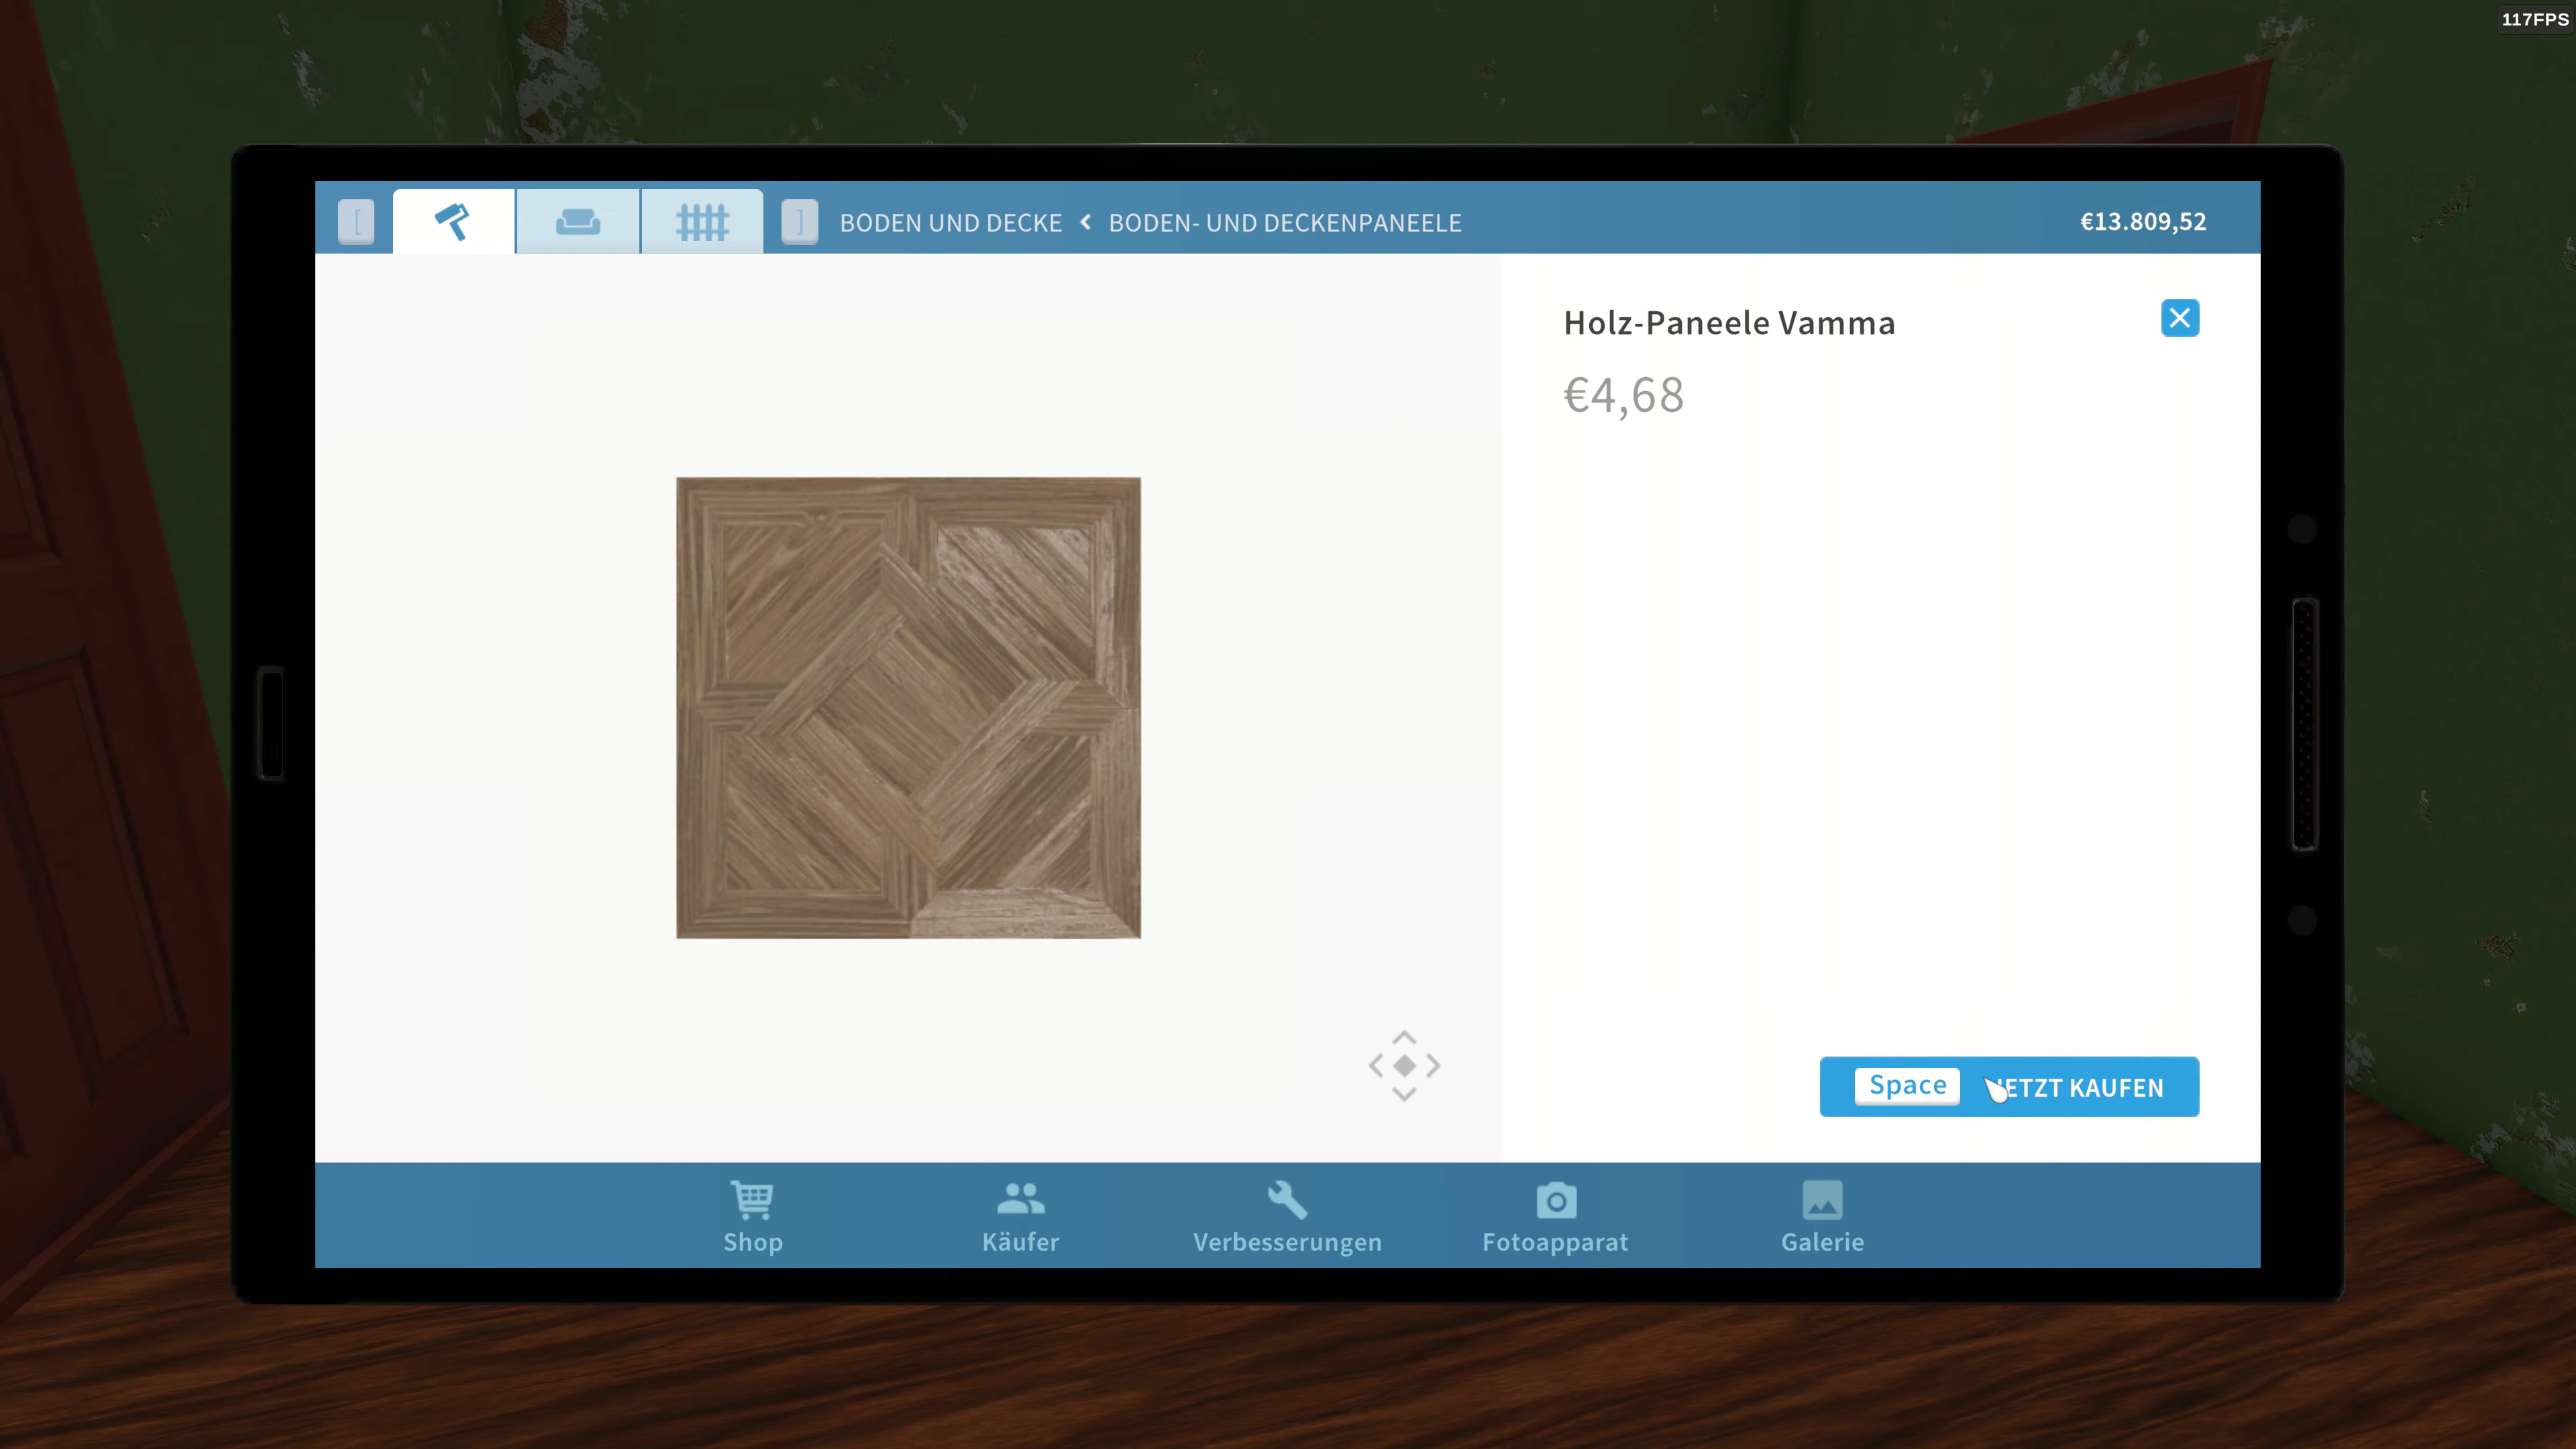 117FPS
[
]
BODEN UND DECKE < BODEN- UND DECKENPANEELE
€13.809,52
Holz-Paneele Vamma
€4,68
Space JETZT KAUFEN
Shop
Käufer
Verbesserungen
Fotoapparat
Galerie